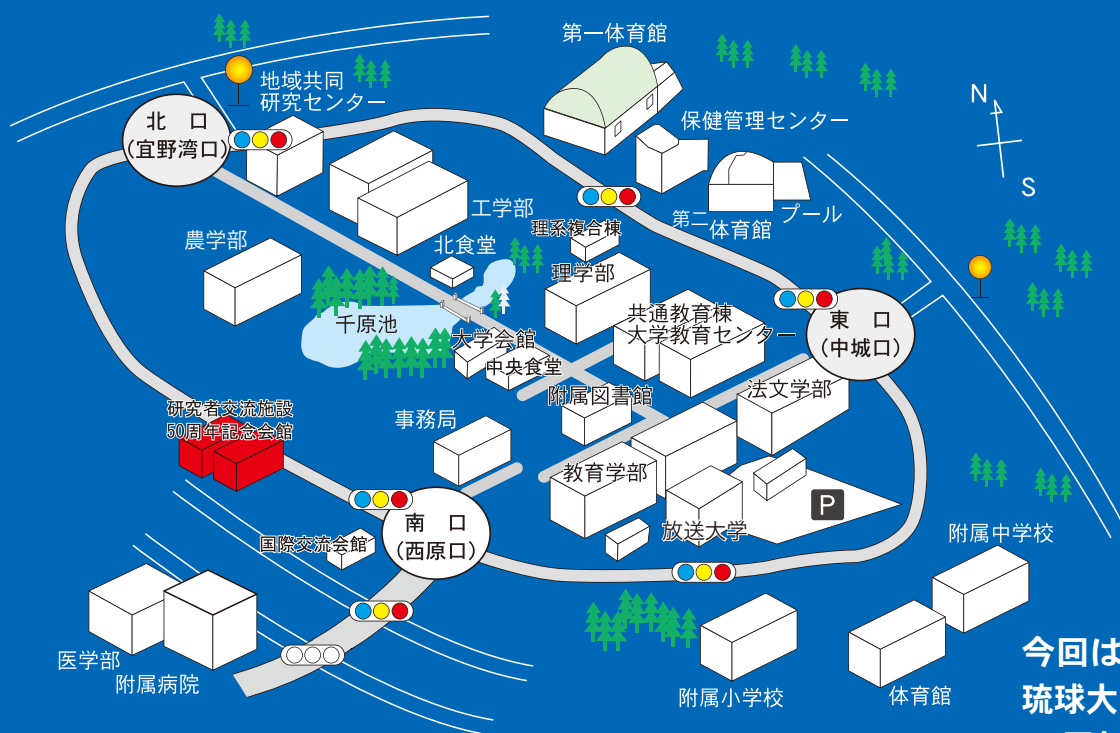 第一体育館
地域共同
研究センター
N
北　口
(宜野湾口)
保健管理センター
S
工学部
理系複合棟
第二体育館
プール
農学部
北食堂
理学部
千原池
共通教育棟
大学教育センター
東　口
(中城口)
大学会館
中央食堂
附属図書館
法文学部
研究者交流施設
50周年記念会館
事務局
教育学部
P
南　口
(西原口)
放送大学
国際交流会館
附属中学校
医学部
附属病院
附属小学校
体育館
今回は
琉球大